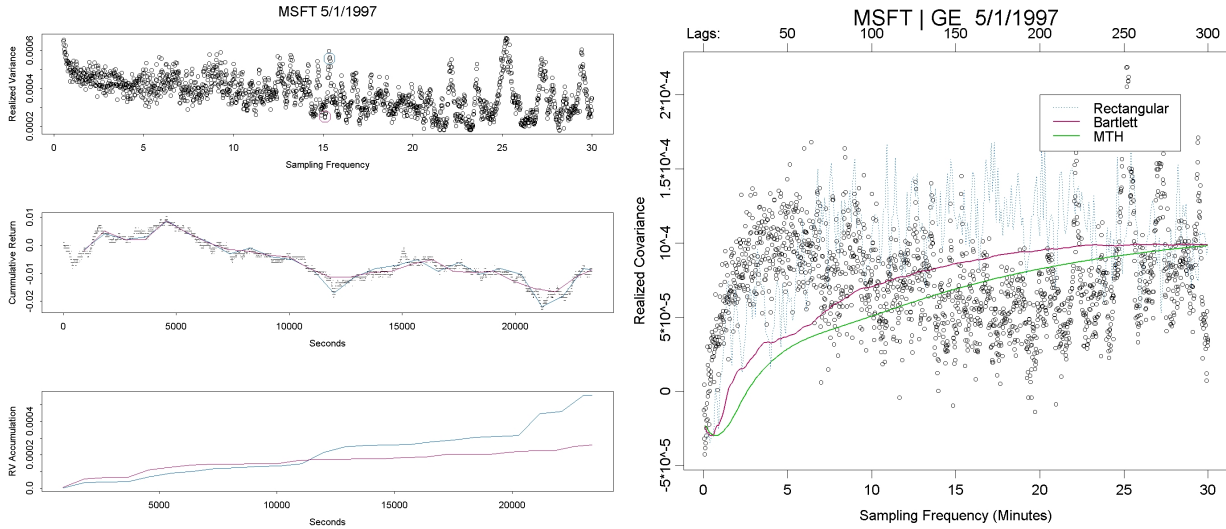 MSFT 5/1/1997
Realized Variance
0.0006
0.0004
0.0002
0 5 10 15 20 25 30
Sampling Frequency
Cummulative Return
0.01
0.0
-0.01
-0.02
0 5000 10000 15000 20000
Seconds
RV Accumulation
0.0004
0.0002
0.0
5000 10000 15000 20000
Seconds
MSFT | GE 5/1/1997
Lags: 50 100 150 200 250 300
Realized Covariance
2*10^-4
1.5*10^-4
10^-4
5*10^-5
0
-5*10^-5
Rectangular
Bartlett
MTH
0 5 10 15 20 25 30
Sampling Frequency (Minutes)